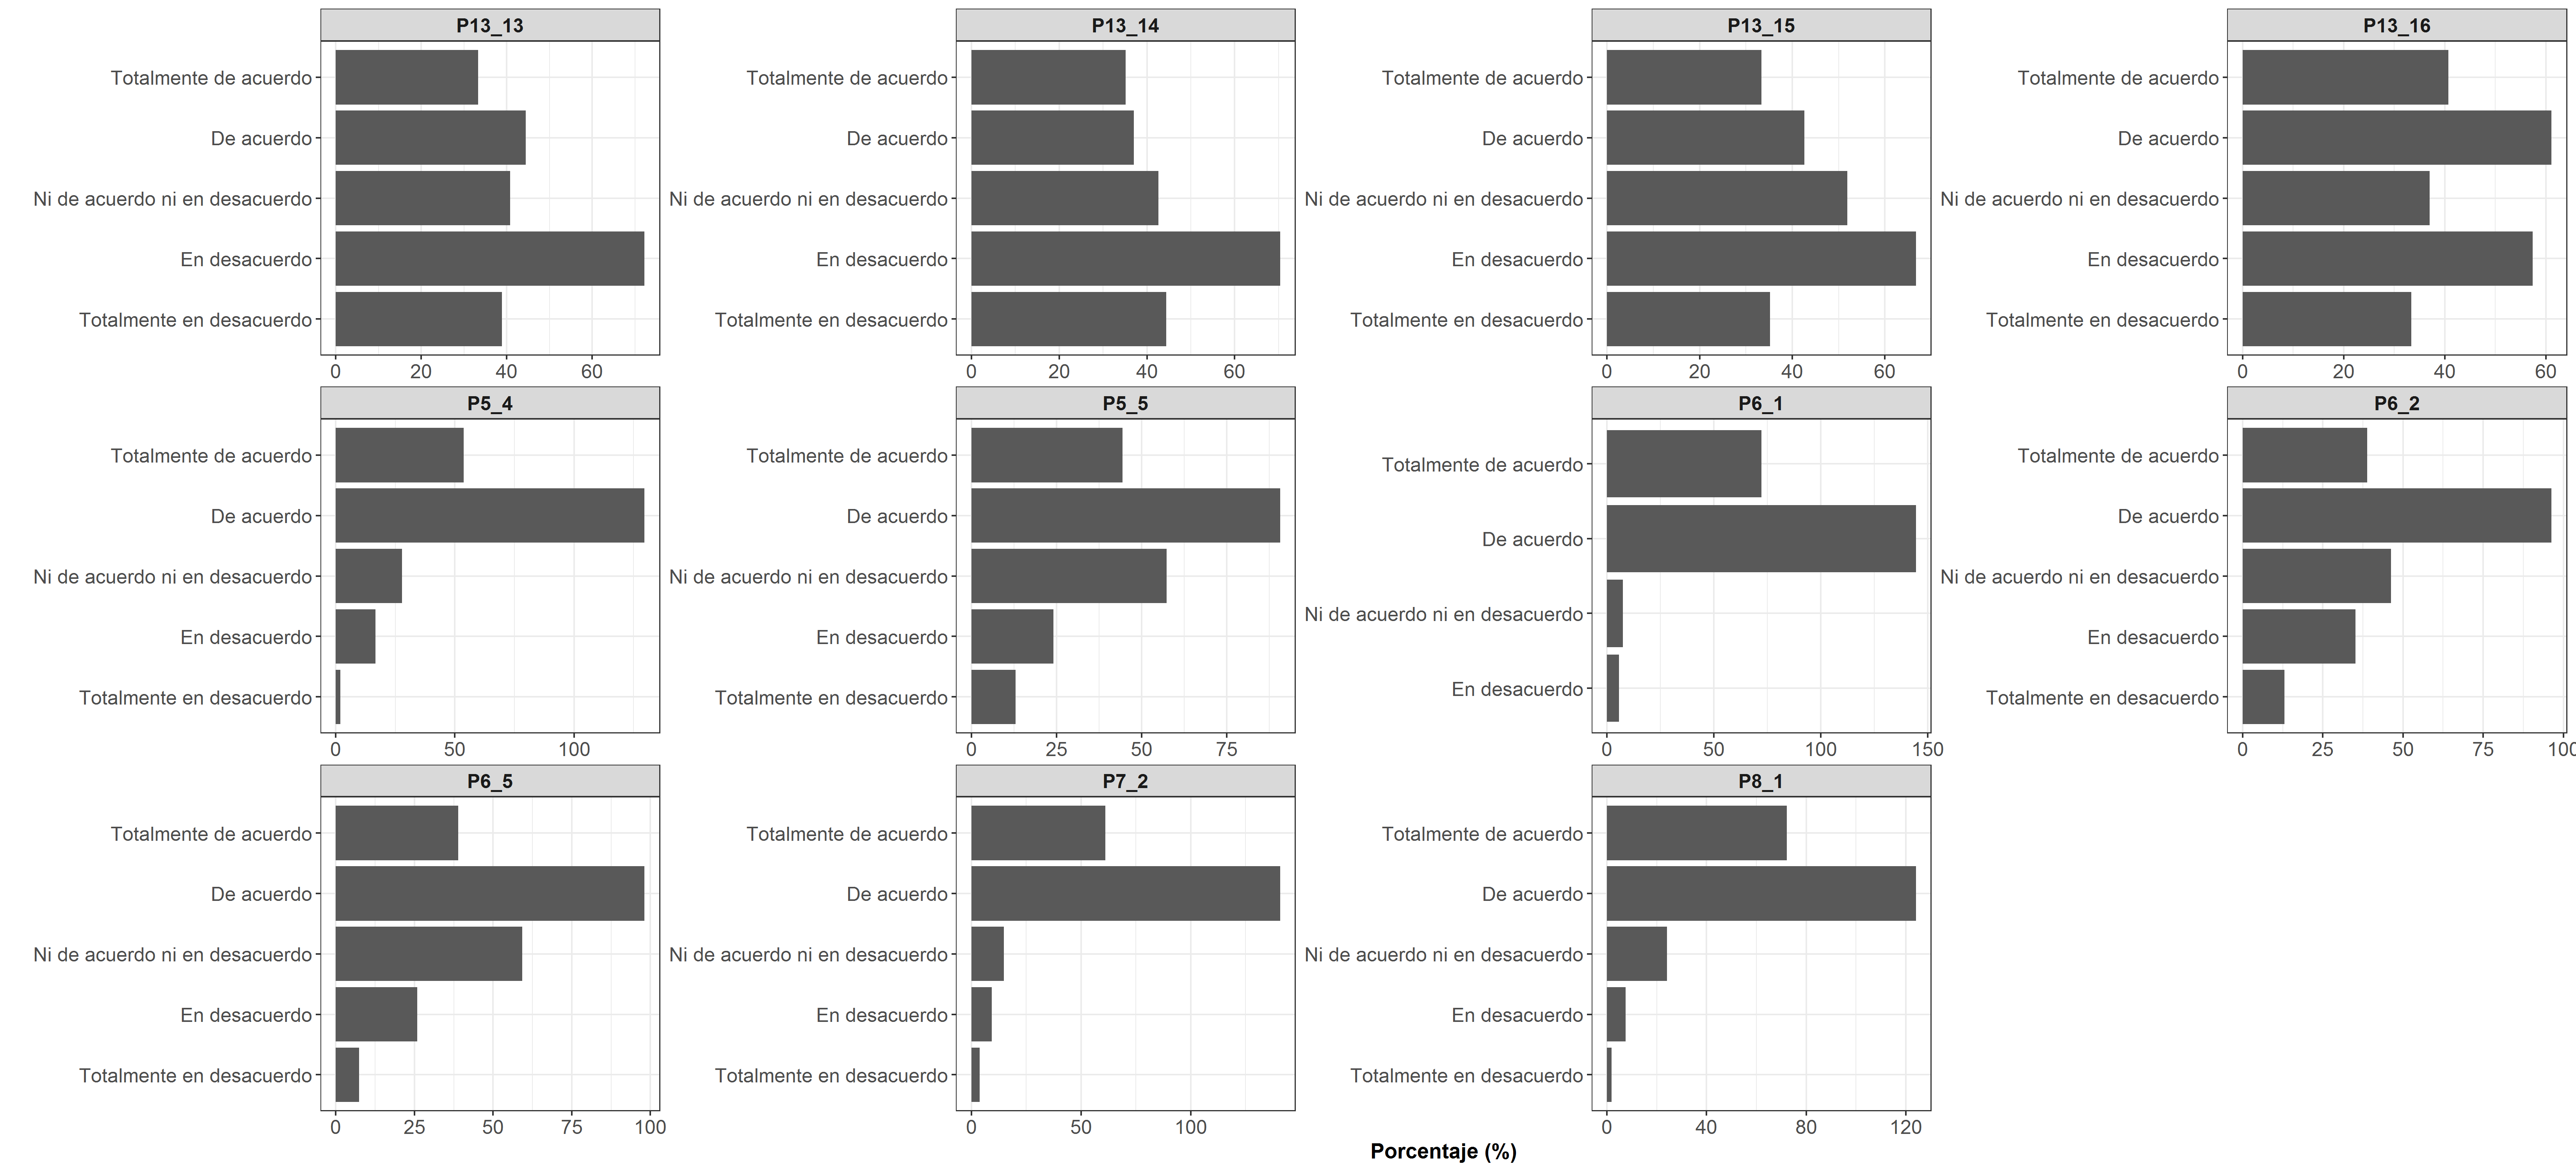 P13_13
P13_14
P13_15
P13_16
Totalmente de acuerdo
De acuerdo
Ni de acuerdo ni en desacuerdo
En desacuerdo
Totalmente en desacuerdo
0 20 40 60
Totalmente de acuerdo
De acuerdo
Ni de acuerdo ni en desacuerdo
En desacuerdo
Totalmente en desacuerdo
0 20 40 60
Totalmente de acuerdo
De acuerdo
Ni de acuerdo ni en desacuerdo
En desacuerdo
Totalmente en desacuerdo
0 20 40 60
Totalmente de acuerdo
De acuerdo
Ni de acuerdo ni en desacuerdo
En desacuerdo
Totalmente en desacuerdo
0 20 40 60
P5_4
P5_5
P6_1
P6_2
Totalmente de acuerdo
De acuerdo
Ni de acuerdo ni en desacuerdo
En desacuerdo
Totalmente en desacuerdo
0 50 100
Totalmente de acuerdo
De acuerdo
Ni de acuerdo ni en desacuerdo
En desacuerdo
Totalmente en desacuerdo
0 25 50 75
Totalmente de acuerdo
De acuerdo
Ni de acuerdo ni en desacuerdo
En desacuerdo
0 50 100 150
Totalmente de acuerdo
De acuerdo
Ni de acuerdo ni en desacuerdo
En desacuerdo
Totalmente en desacuerdo
0 25 50 75 100
P6_5
P7_2
P8_1
Totalmente de acuerdo
De acuerdo
Ni de acuerdo ni en desacuerdo
En desacuerdo
Totalmente en desacuerdo
0 25 50 75 100
Totalmente de acuerdo
De acuerdo
Ni de acuerdo ni en desacuerdo
En desacuerdo
Totalmente en desacuerdo
0 50 100
Totalmente de acuerdo
De acuerdo
Ni de acuerdo ni en desacuerdo
En desacuerdo
Totalmente en desacuerdo
0 40 80 120
Porcentaje (%)